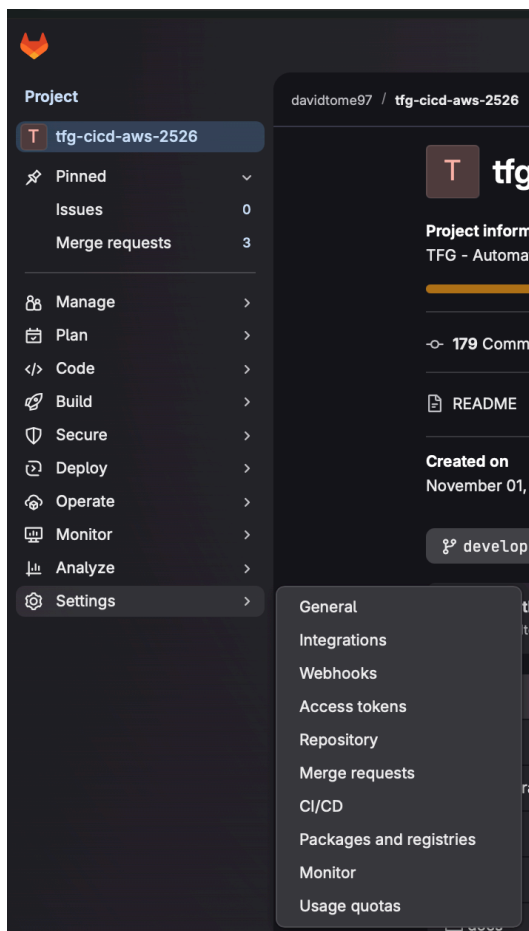 Project
T tfg-cicd-aws-2526
Pinned
Issues 0
Merge requests 3
Manage
Plan
Code
Build
Secure
Deploy
Operate
Monitor
Analyze
Settings
davidtome97 / tfg-cicd-aws-2526
T tfg
Project inform
TFG - Automa
179 Comm
README
Created on
November 01,
develop
General
Integrations
Webhooks
Access tokens
Repository
Merge requests
CI/CD
Packages and registries
Monitor
Usage quotas